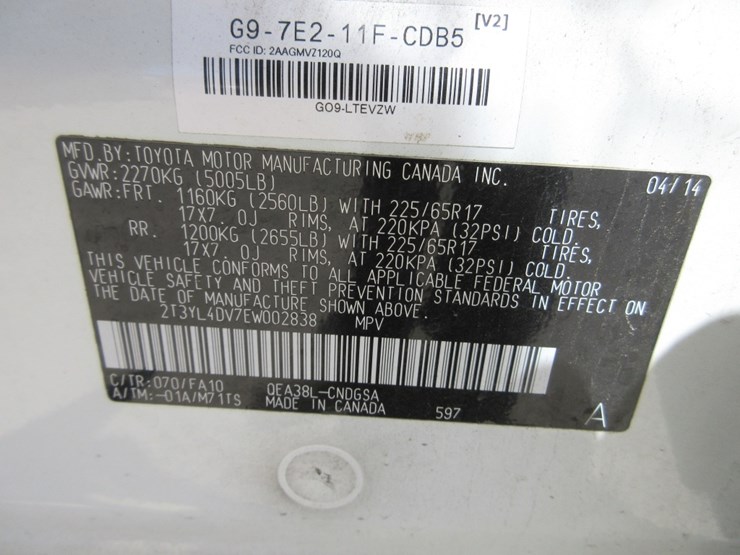 G9-7E2-11F-CDB5 [V2]
FCC ID: 2AAGMVZ120Q
GO9-LTEVZW
MFD.BY:TOYOTA MOTOR MANUFACTURING CANADA INC.
GVWR:2270KG (5005LB) 04/14
GAWR:FRT. 1160KG (2560LB) WITH 225/65R17 TIRES,
17X7.0J RIMS, AT 220KPA (32PSI) COLD.
RR. 1200KG (2655LB) WITH 225/65R17 TIRES,
17X7.0J RIMS, AT 220KPA (32PSI) COLD.
THIS VEHICLE CONFORMS TO ALL APPLICABLE FEDERAL MOTOR
VEHICLE SAFETY AND THEFT PREVENTION STANDARDS IN EFFECT ON
THE DATE OF MANUFACTURE SHOWN ABOVE.
2T3YL4DV7EW002838 MPV
C/TR:070/FA10 QEA38L-CNDGSA
A/TM:-01A/M71TS MADE IN CANADA 597 A